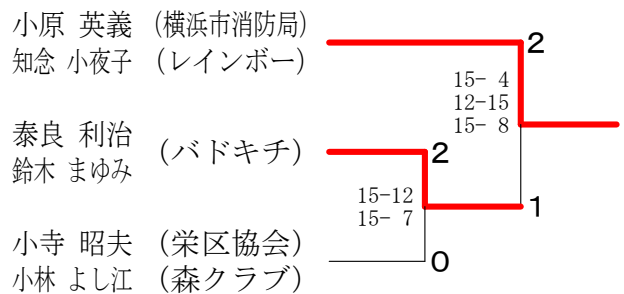 小原 英義 (横浜市消防局)
知念 小夜子 (レインボー)
2
15- 4
12-15
15- 8
泰良 利治
鈴木 まゆみ
(バドキチ)
2
15-12
15- 7
1
小寺 昭夫 (栄区協会)
小林 よし江 (森クラブ)
0